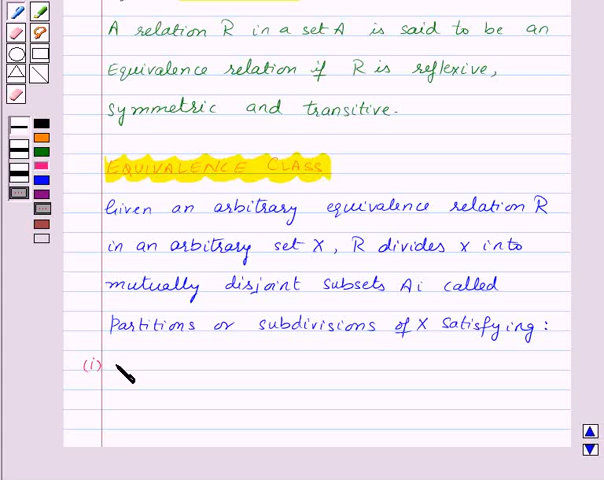 A relation R in a set A is said to be an
Equivalence relation if R is reflexive,
symmetric and transitive.
EQUIVALENCE CLASS
Given an arbitrary equivalence relation R
in an arbitrary set X, R divides X into
mutually disjoint subsets Ai called
Partitions or subdivisions of X satisfying:
(i)